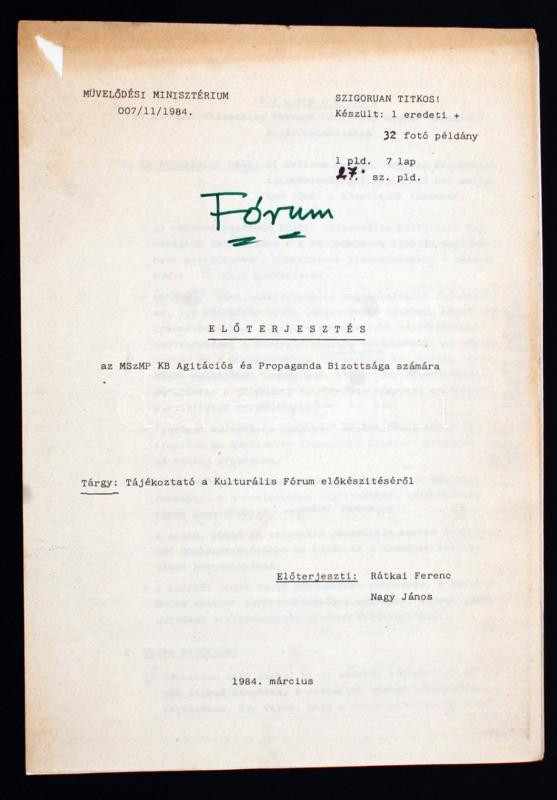 MÜVELŐDÉSI MINISZTÉRIUM
007/11/1984.
SZIGORUAN TITKOS!
Készült: 1 eredeti +
32 fotó példány
1 pld. 7 lap
27. sz. pld.
Fórum
ELŐTERJESZTÉS
az MSzMP KB Agitációs és Propaganda Bizottsága számára
Tárgy: Tájékoztató a Kulturális Fórum előkészitéséről
Előterjeszti: Rátkai Ferenc
Nagy János
1984. március